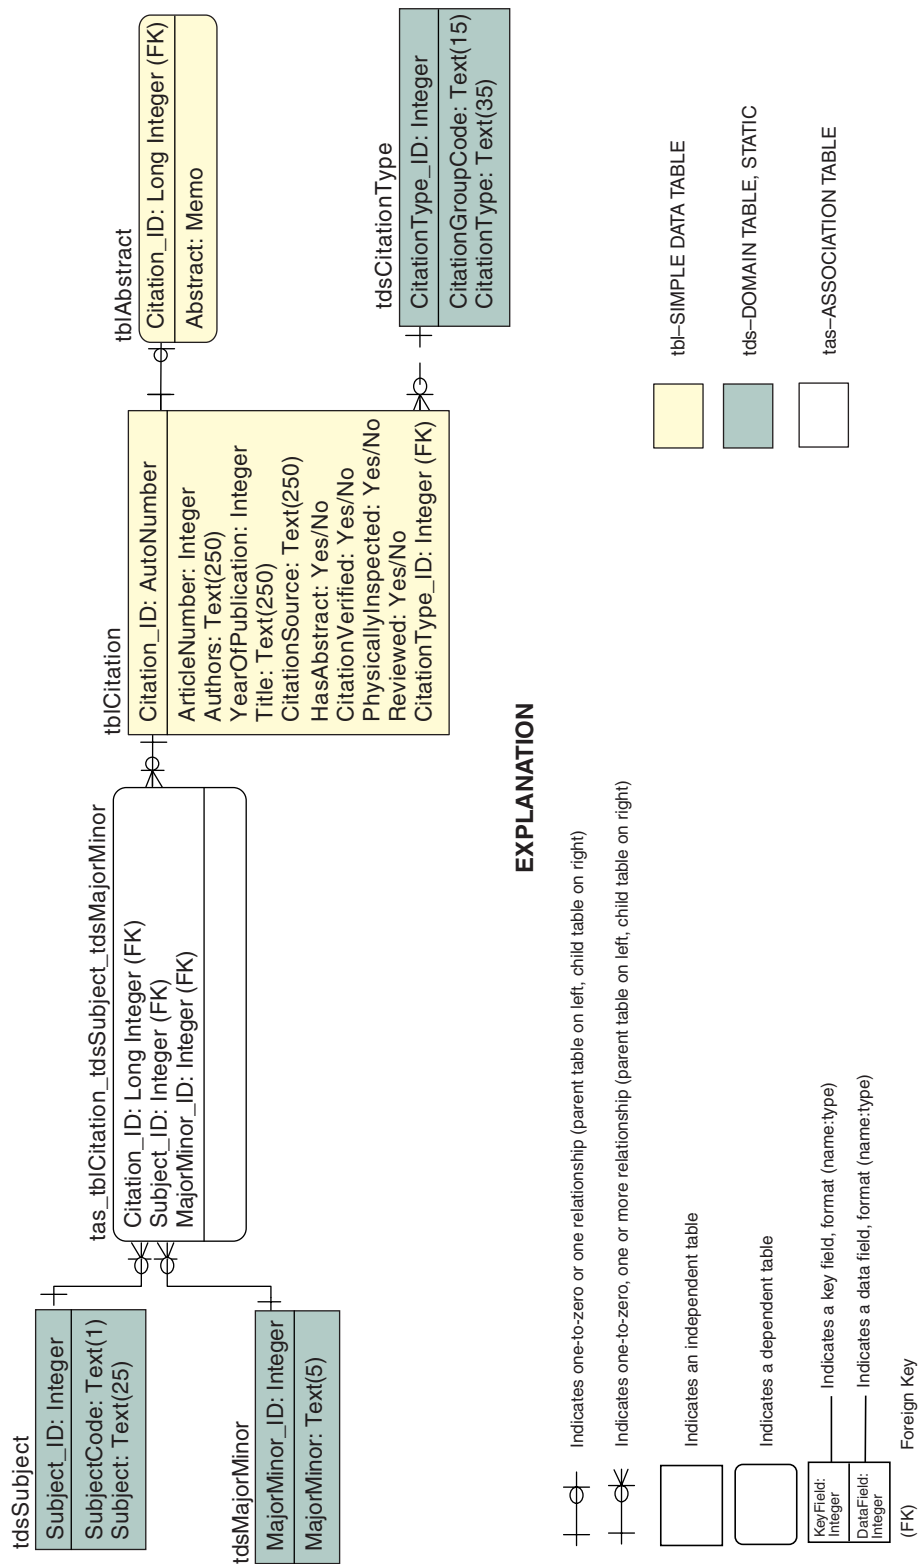 tdsSubject
Subject_ID: Integer
SubjectCode: Text(1)
Subject: Text(25)
tdsMajorMinor
MajorMinor_ID: Integer
MajorMinor: Text(5)
tas_tblCitation_tdsSubject_tdsMajorMinor
Citation_ID: Long Integer (FK)
Subject_ID: Integer (FK)
MajorMinor_ID: Integer (FK)
tblCitation
Citation_ID: AutoNumber
ArticleNumber: Integer
Authors: Text(250)
YearOfPublication: Integer
Title: Text(250)
CitationSource: Text(250)
HasAbstract: Yes/No
CitationVerified: Yes/No
PhysicallyInspected: Yes/No
Reviewed: Yes/No
CitationType_ID: Integer (FK)
tblAbstract
Citation_ID: Long Integer (FK)
Abstract: Memo
tdsCitationType
CitationType_ID: Integer
CitationGroupCode: Text(15)
CitationType: Text(35)
EXPLANATION
Indicates one-to-zero or one relationship (parent table on left, child table on right)
Indicates one-to-zero, one or more relationship (parent table on left, child table on right)
Indicates an independent table
Indicates a dependent table
KeyField:
Integer
Indicates a key field, format (name:type)
DataField:
Integer
Indicates a data field, format (name:type)
(FK) Foreign Key
tbl–SIMPLE DATA TABLE
tds–DOMAIN TABLE, STATIC
tas–ASSOCIATION TABLE